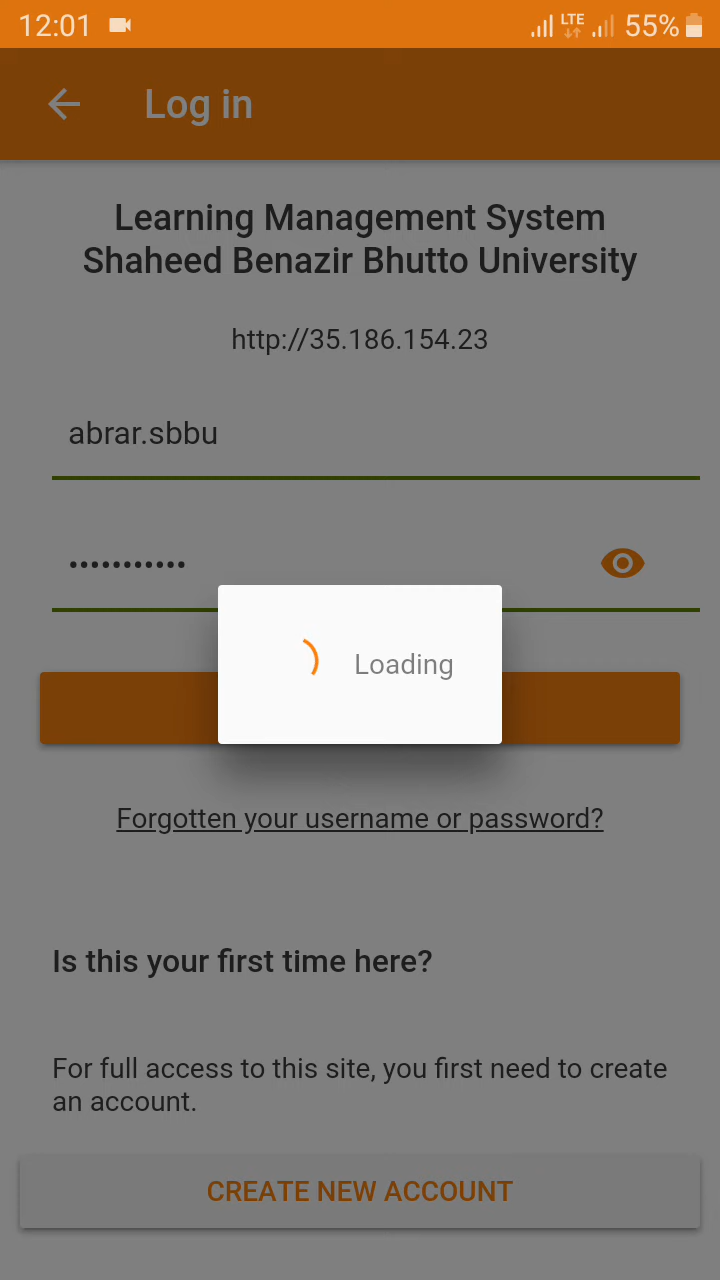 12:01 LTE 55%
Log in
Learning Management System
Shaheed Benazir Bhutto University
http://35.186.154.23
abrar.sbbu
•••••••••••
Loading
Forgotten your username or password?
Is this your first time here?
For full access to this site, you first need to create
an account.
CREATE NEW ACCOUNT